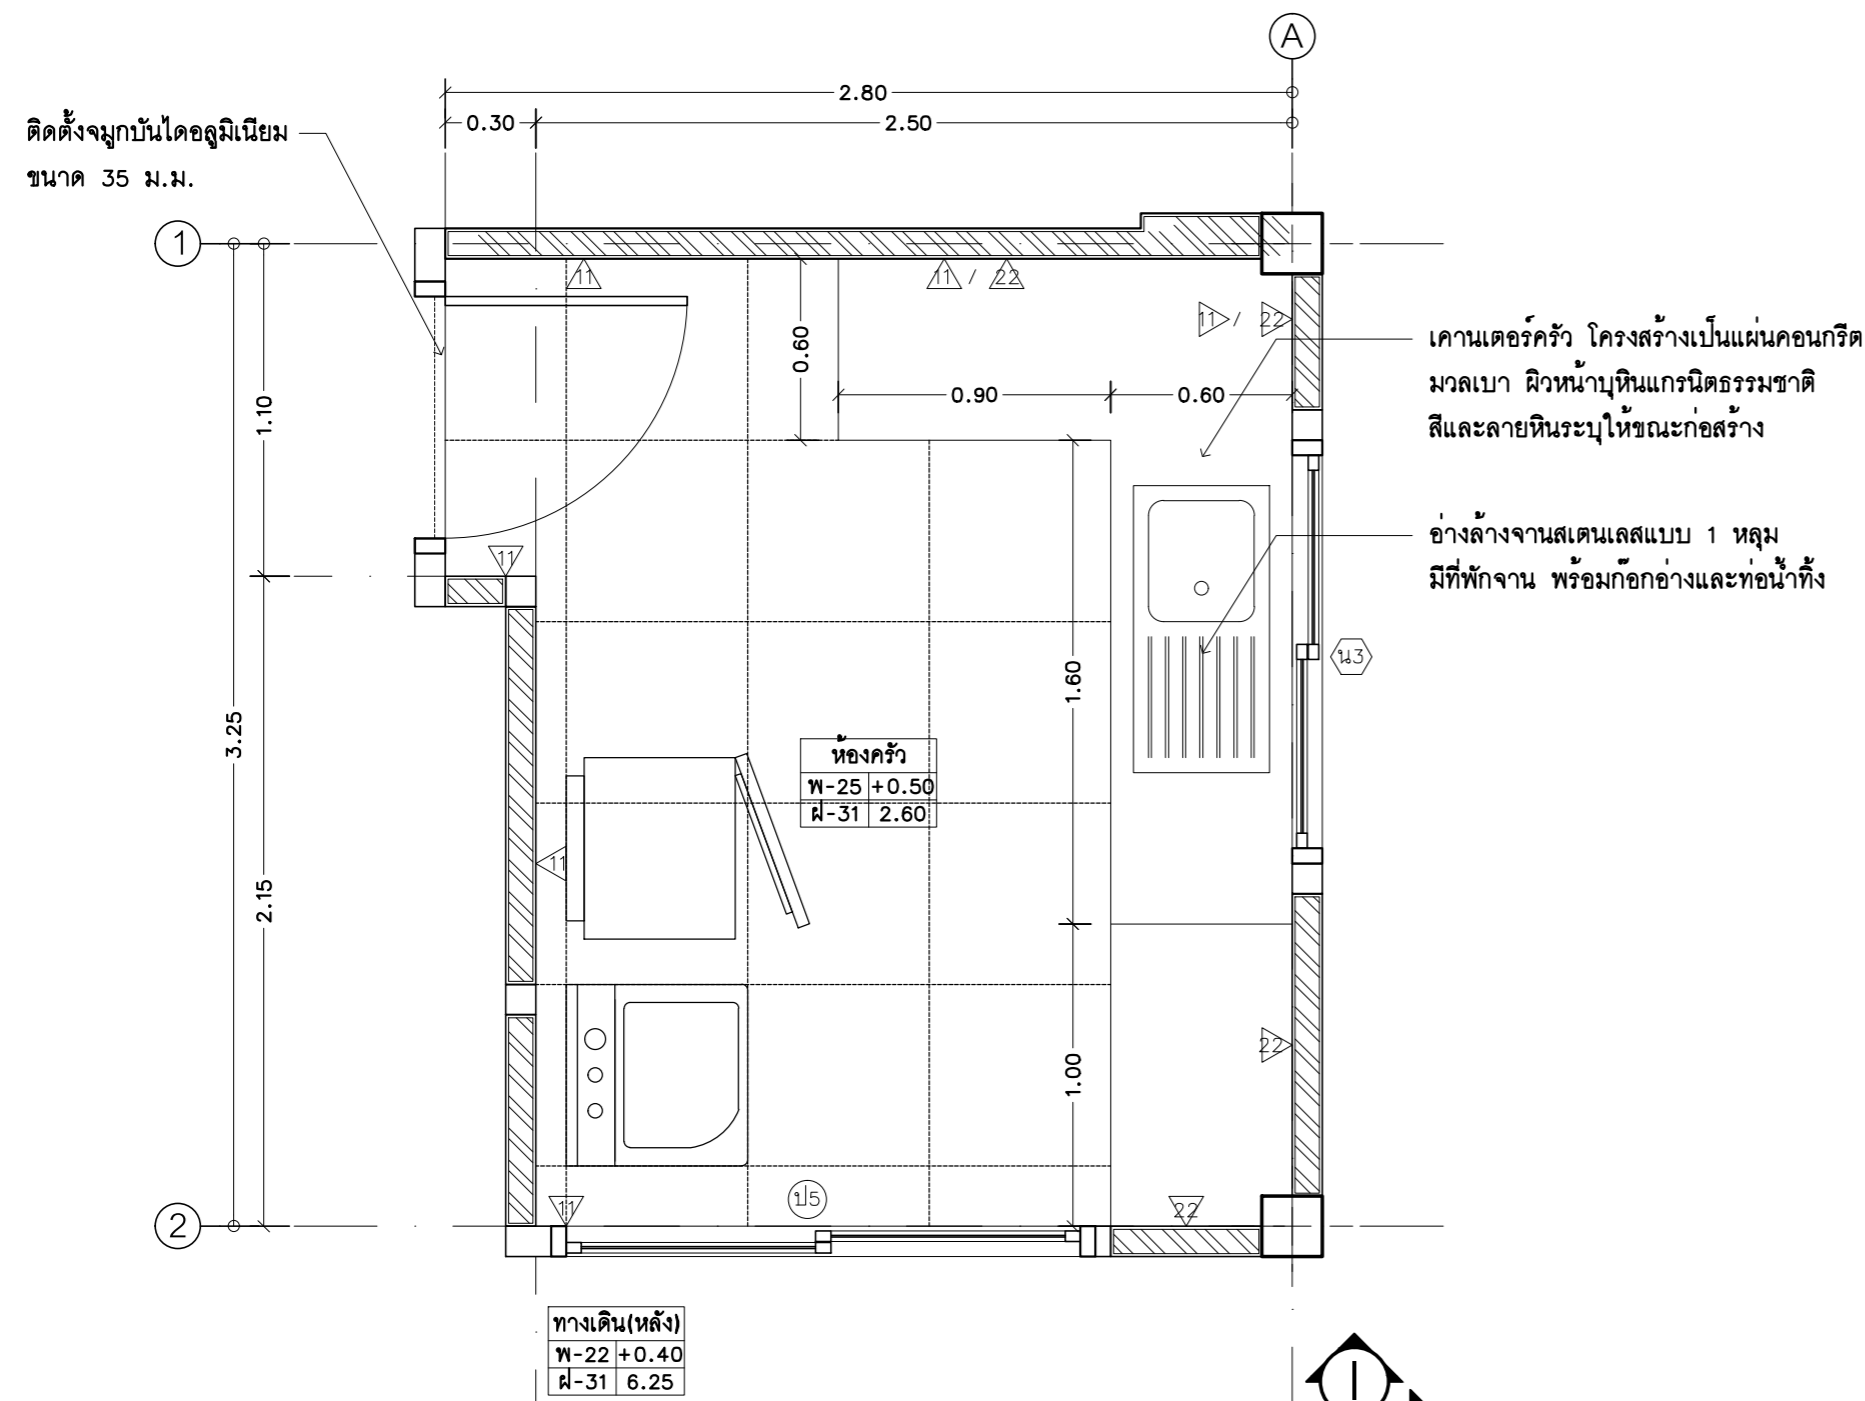 A
2.80
0.30
2.50
ติดตั้งจมูกบันไดอลูมิเนียม
ขนาด 35 ม.ม.
1
11
11 / 22
11 / 22
0.60
เคานเตอร์ครัว โครงสร้างเป็นแผ่นคอนกรีต
มวลเบา ผิวหน้าบุหินแกรนิตธรรมชาติ
สีและลายหินระบุให้ขณะก่อสร้าง
0.90
0.60
1.10
อ่างล้างจานสเตนเลสแบบ 1 หลุม
มีที่พักจาน พร้อมก๊อกอ่างและท่อน้ำทิ้ง
11
น3
1.60
3.25
ห้องครัว
พ-25 +0.50
ฝ-31 2.60
11
2.15
22
1.00
11
ป5
22
2
ทางเดิน(หลัง)
พ-22 +0.40
ฝ-31 6.25
1